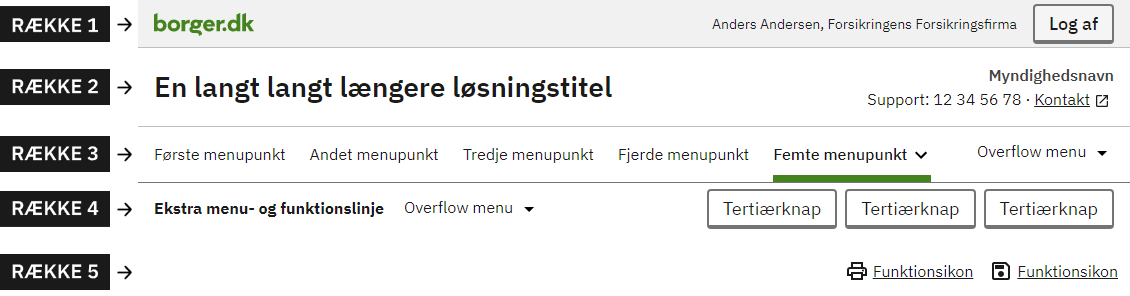 RÆKKE 1 → borger.dk Anders Andersen, Forsikringens Forsikringsfirma Log af
Myndighedsnavn
RÆKKE 2 → En langt langt længere løsningstitel
Support: 12 34 56 78 · Kontakt
RÆKKE 3 → Første menupunkt Andet menupunkt Tredje menupunkt Fjerde menupunkt Femte menupunkt Overflow menu
RÆKKE 4 → Ekstra menu- og funktionslinje Overflow menu Tertiærknap Tertiærknap Tertiærknap
RÆKKE 5 → Funktionsikon Funktionsikon